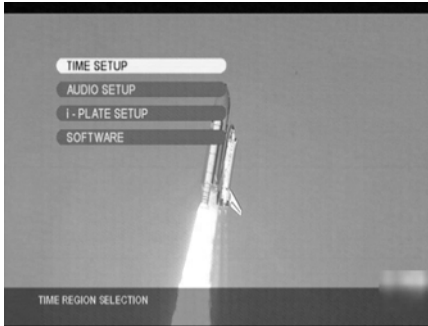 TIME SETUP
AUDIO SETUP
I - PLATE SETUP
SOFTWARE
TIME REGION SELECTION